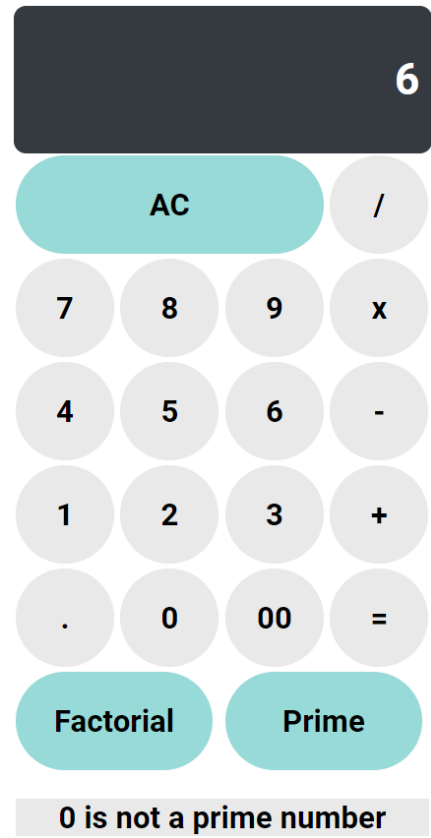 6
AC /
7 8 9 x
4 5 6 -
1 2 3 +
. 0 00 =
Factorial Prime
0 is not a prime number